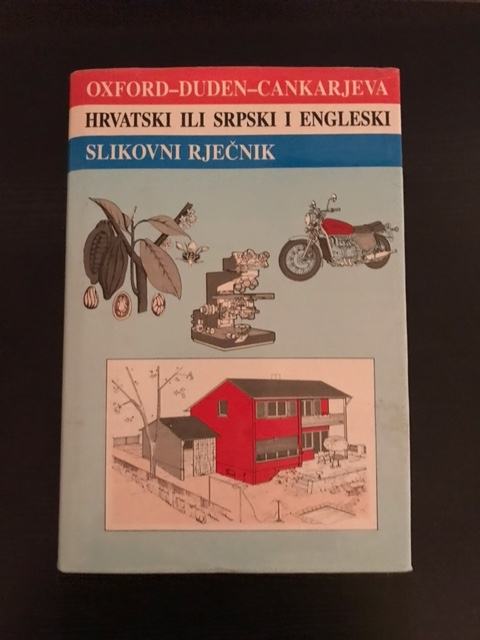 OXFORD–DUDEN–CANKARJEVA
HRVATSKI ILI SRPSKI I ENGLESKI
SLIKOVNI RJEČNIK